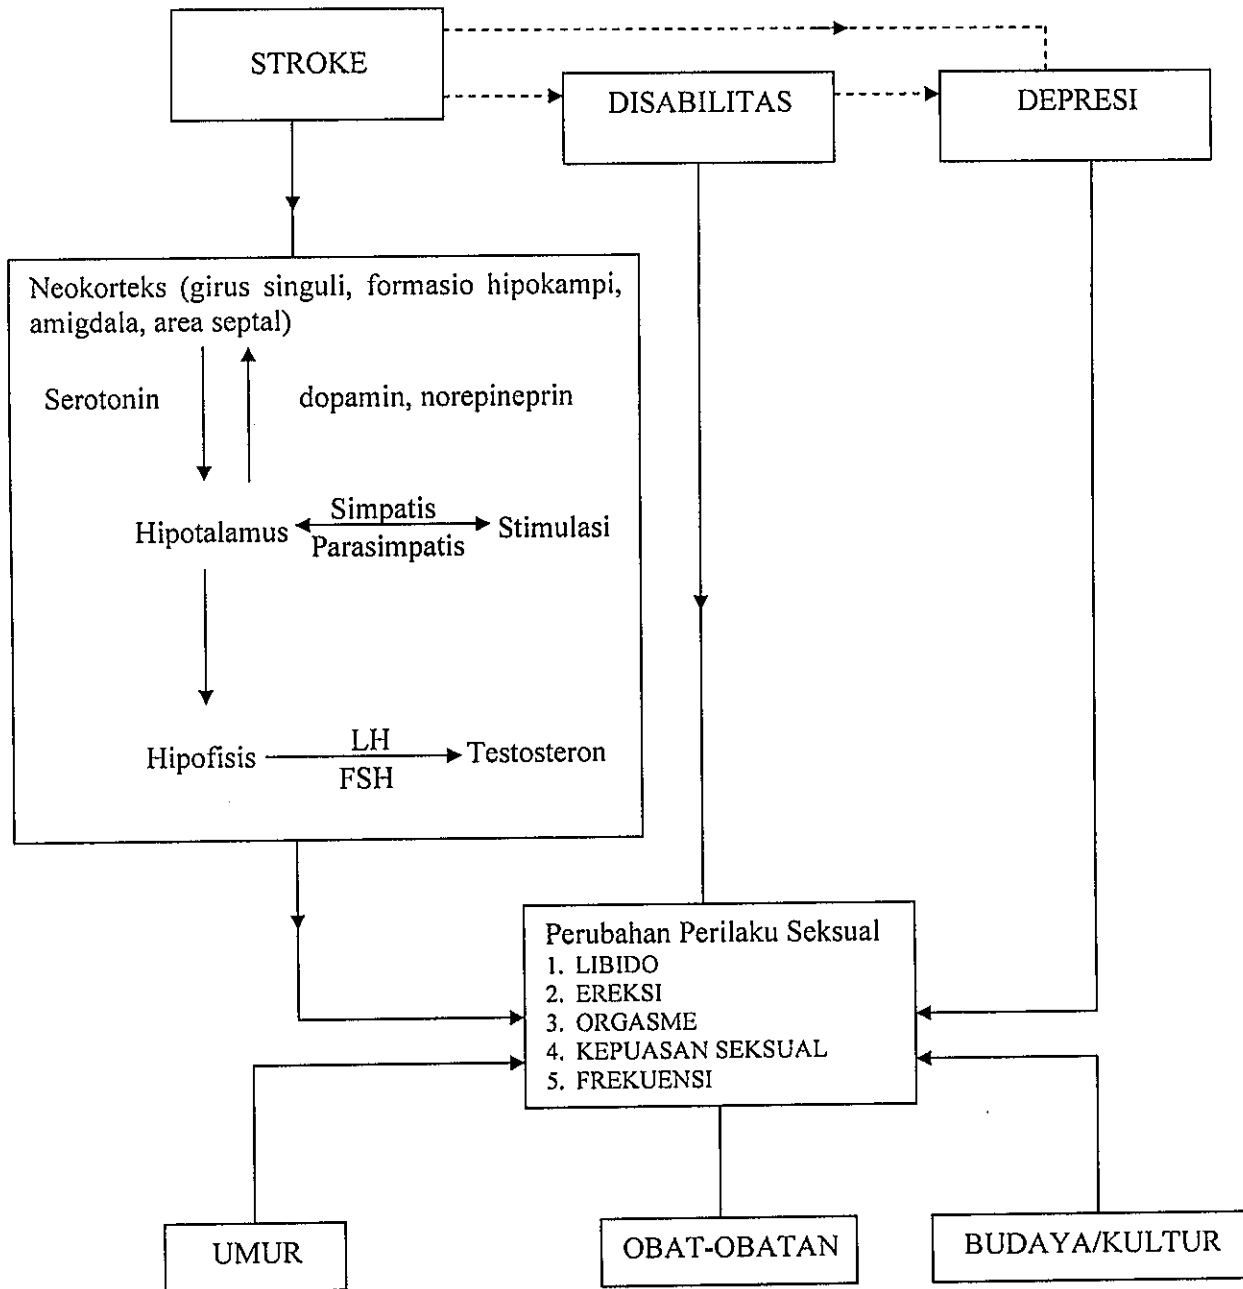 STROKE
DISABILITAS
DEPRESI
Neokorteks (girus singuli, formasio hipokampi,
amigdala, area septal)
Serotonin
dopamin, norepineprin
Hipotalamus
Simpatis
Parasimpatis
Stimulasi
Hipofisis
LH
FSH
Testosteron
Perubahan Perilaku Seksual
1. LIBIDO
2. EREKSI
3. ORGASME
4. KEPUASAN SEKSUAL
5. FREKUENSI
UMUR
OBAT-OBATAN
BUDAYA/KULTUR